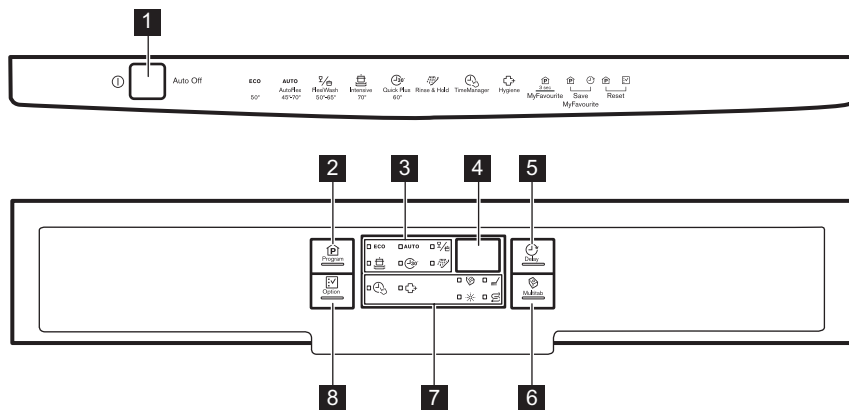 1
Auto Off
ECO
50°
AUTO
AutoFlex
45°-70°
FlexiWash
50°-65°
Intensive
70°
30'
Quick Plus
60°
Rinse & Hold
TimeManager
Hygiene
P
3 sec
MyFavourite
P
Save
MyFavourite
P
Reset
2
3
4
5
P
Program
ECO
AUTO
30'
Delay
Option
Multitab
8
7
6